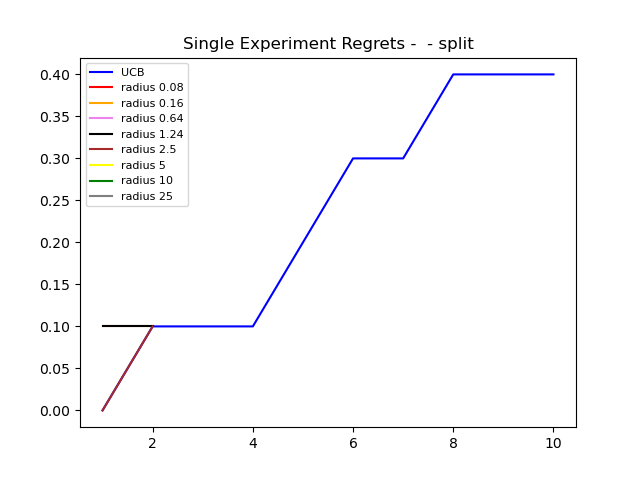 Single Experiment Regrets -  - split
UCB
radius 0.08
radius 0.16
radius 0.64
radius 1.24
radius 2.5
radius 5
radius 10
radius 25
0.40
0.35
0.30
0.25
0.20
0.15
0.10
0.05
0.00
2 4 6 8 10